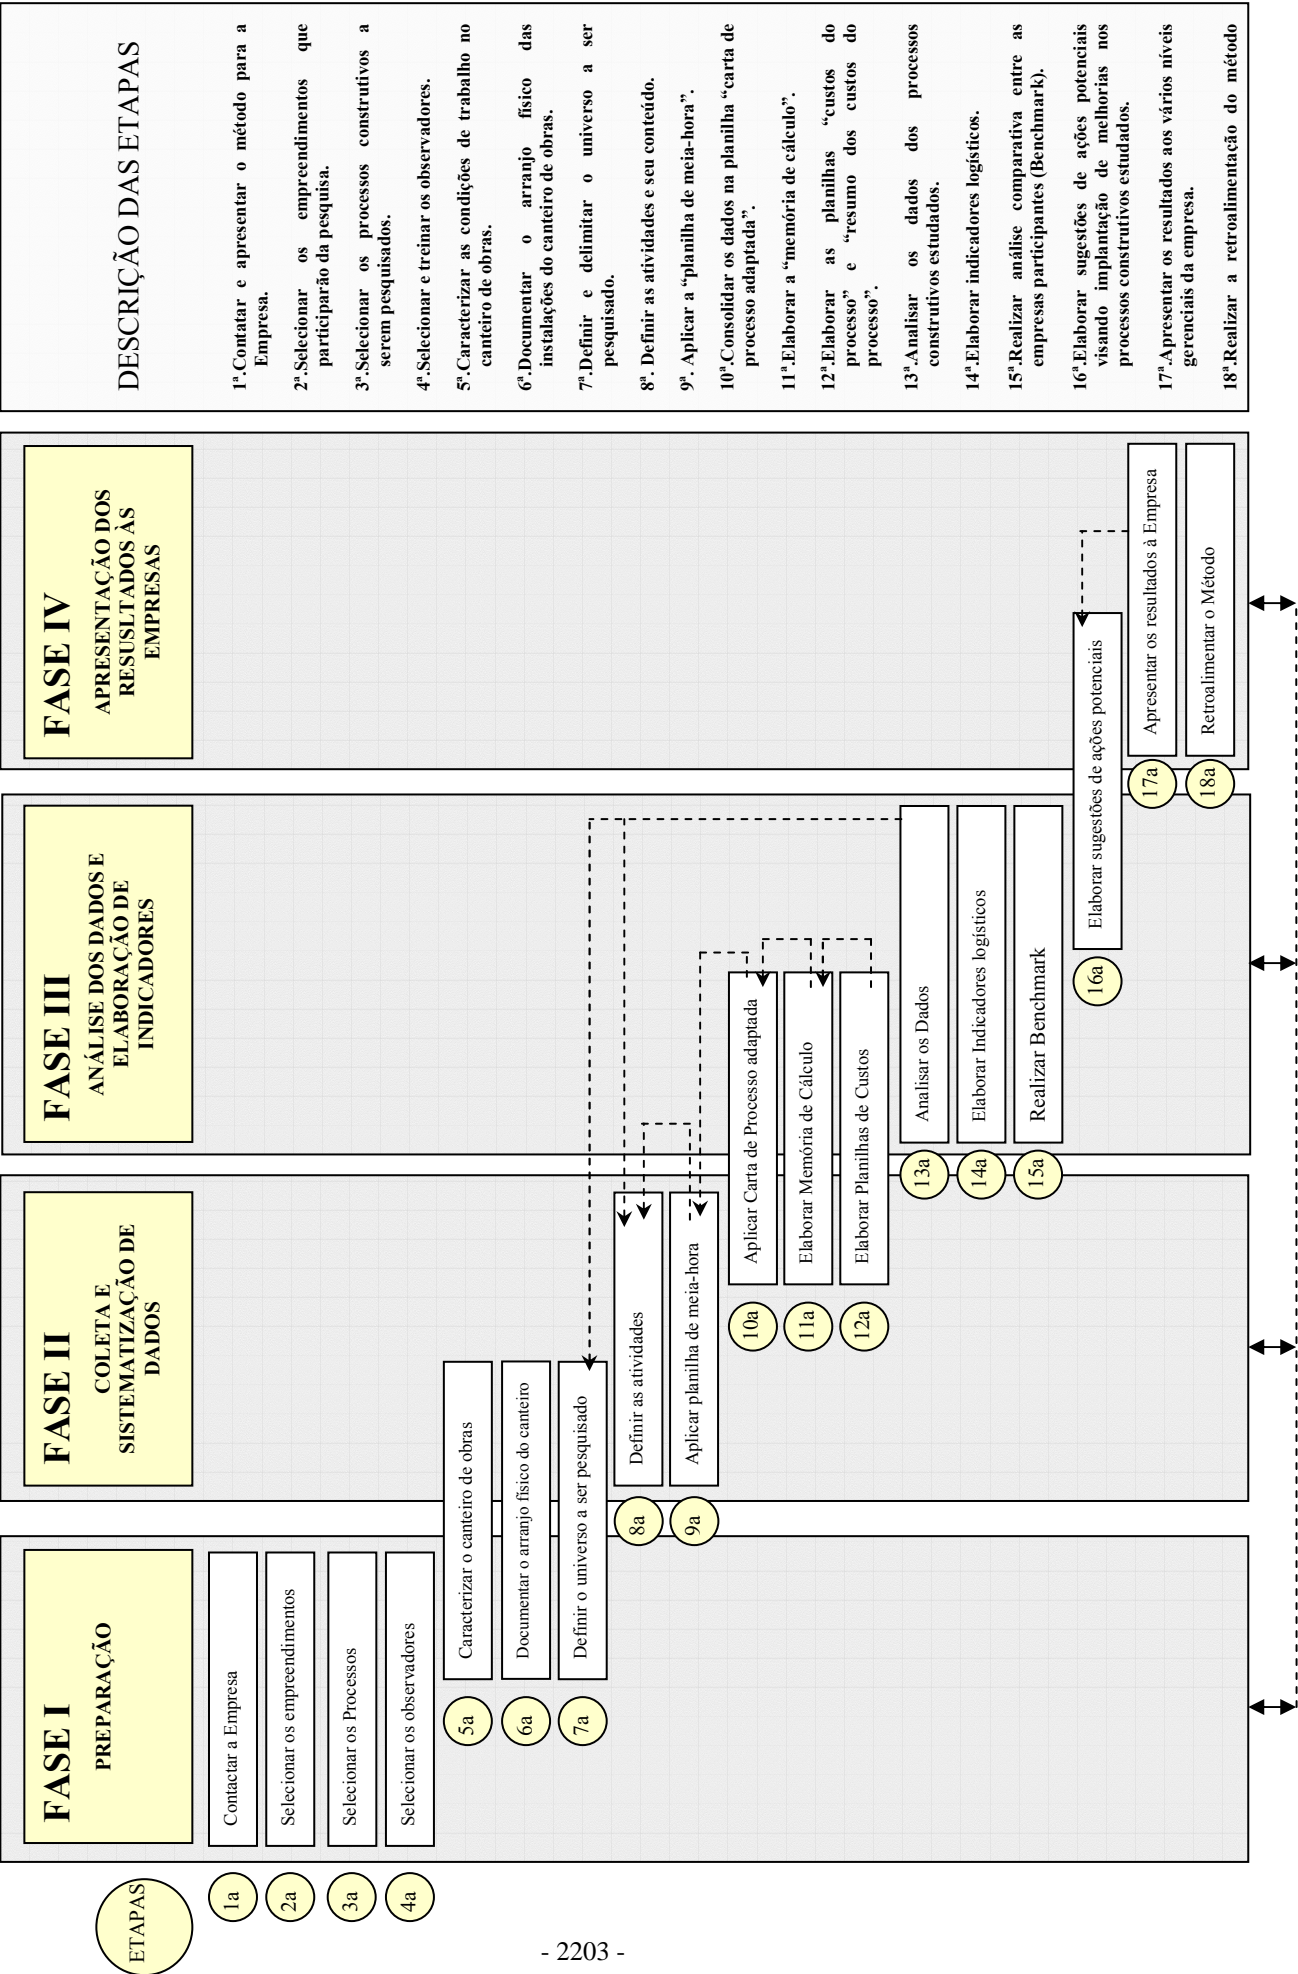 ETAPAS
FASE I
PREPARAÇÃO
FASE II
COLETA E
SISTEMATIZAÇÃO DE
DADOS
FASE III
ANÁLISE DOS DADOS E
ELABORAÇÃO DE
INDICADORES
FASE IV
APRESENTAÇÃO DOS
RESUSLTADOS ÀS
EMPRESAS
1a
Contactar a Empresa
2a
Selecionar os empreendimentos
3a
Selecionar os Processos
4a
Selecionar os observadores
5a
Caracterizar o canteiro de obras
6a
Documentar o arranjo físico do canteiro
7a
Definir o universo a ser pesquisado
8a
Definir as atividades
9a
Aplicar planilha de meia-hora
10a
Aplicar Carta de Processo adaptada
11a
Elaborar Memória de Cálculo
12a
Elaborar Planilhas de Custos
13a
Analisar os Dados
14a
Elaborar Indicadores logísticos
15a
Realizar Benchmark
16a
Elaborar sugestões de ações potenciais
17a
Apresentar os resultados à Empresa
18a
Retroalimentar o Método
DESCRIÇÃO DAS ETAPAS
1ª.Contatar e apresentar o método para a
Empresa.
2ª.Selecionar os empreendimentos que
participarão da pesquisa.
3ª.Selecionar os processos construtivos a
serem pesquisados.
4ª.Selecionar e treinar os observadores.
5ª.Caracterizar as condições de trabalho no
canteiro de obras.
6ª.Documentar o arranjo físico das
instalações do canteiro de obras.
7ª.Definir e delimitar o universo a ser
pesquisado.
8ª. Definir as atividades e seu conteúdo.
9ª. Aplicar a “planilha de meia-hora”.
10ª.Consolidar os dados na planilha “carta de
processo adaptada”.
11ª.Elaborar a “memória de cálculo”.
12ª.Elaborar as planilhas “custos do
processo” e “resumo dos custos do
processo”.
13ª.Analisar os dados dos processos
construtivos estudados.
14ª.Elaborar indicadores logísticos.
15ª.Realizar análise comparativa entre as
empresas participantes (Benchmark).
16ª.Elaborar sugestões de ações potenciais
visando implantação de melhorias nos
processos construtivos estudados.
17ª.Apresentar os resultados aos vários níveis
gerenciais da empresa.
18ª.Realizar a retroalimentação do método
- 2203 -